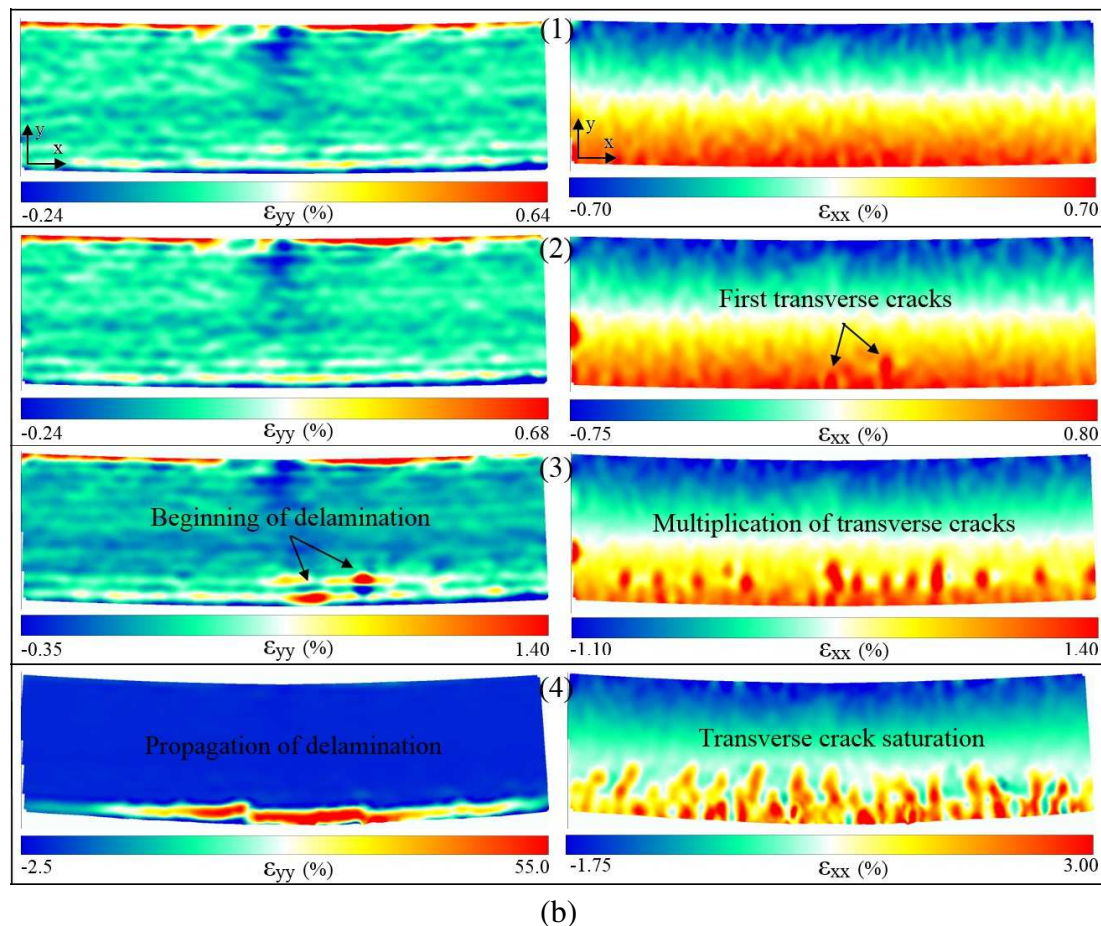 (1)
y
x
-0.24 εyy (%) 0.64
y
x
-0.70 εxx (%) 0.70
(2)
-0.24 εyy (%) 0.68
First transverse cracks
-0.75 εxx (%) 0.80
(3)
Beginning of delamination
-0.35 εyy (%) 1.40
Multiplication of transverse cracks
-1.10 εxx (%) 1.40
(4)
Propagation of delamination
-2.5 εyy (%) 55.0
Transverse crack saturation
-1.75 εxx (%) 3.00
(b)